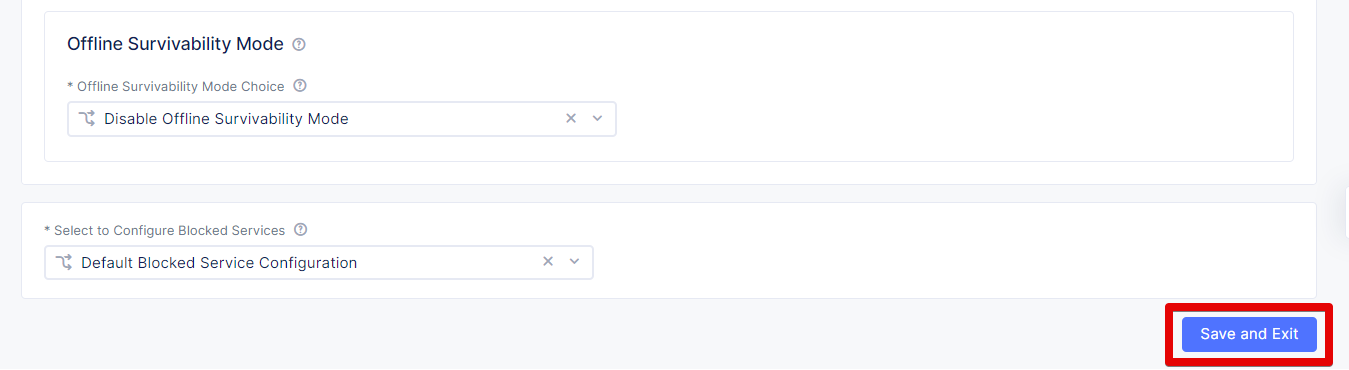 Offline Survivability Mode
* Offline Survivability Mode Choice
Disable Offline Survivability Mode
* Select to Configure Blocked Services
Default Blocked Service Configuration
Save and Exit